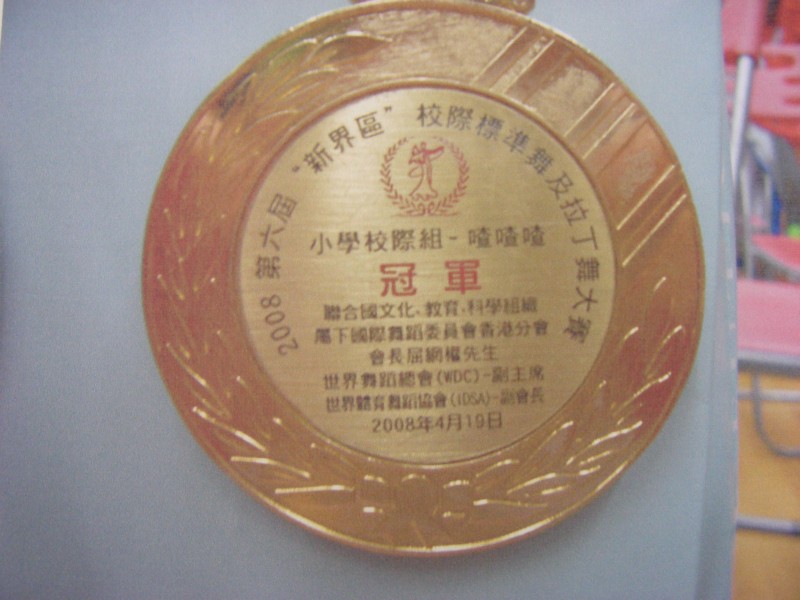 2008 第六屆 “新界區” 校際標準舞及拉丁舞大賽
小學校際組 - 喳喳喳
冠軍
聯合國文化、教育、科學組織
屬下國際舞蹈委員會香港分會
會長屈網權先生
世界舞蹈總會(WDC)-副主席
世界體育舞蹈協會(IDSA)-副會長
2008年4月19日